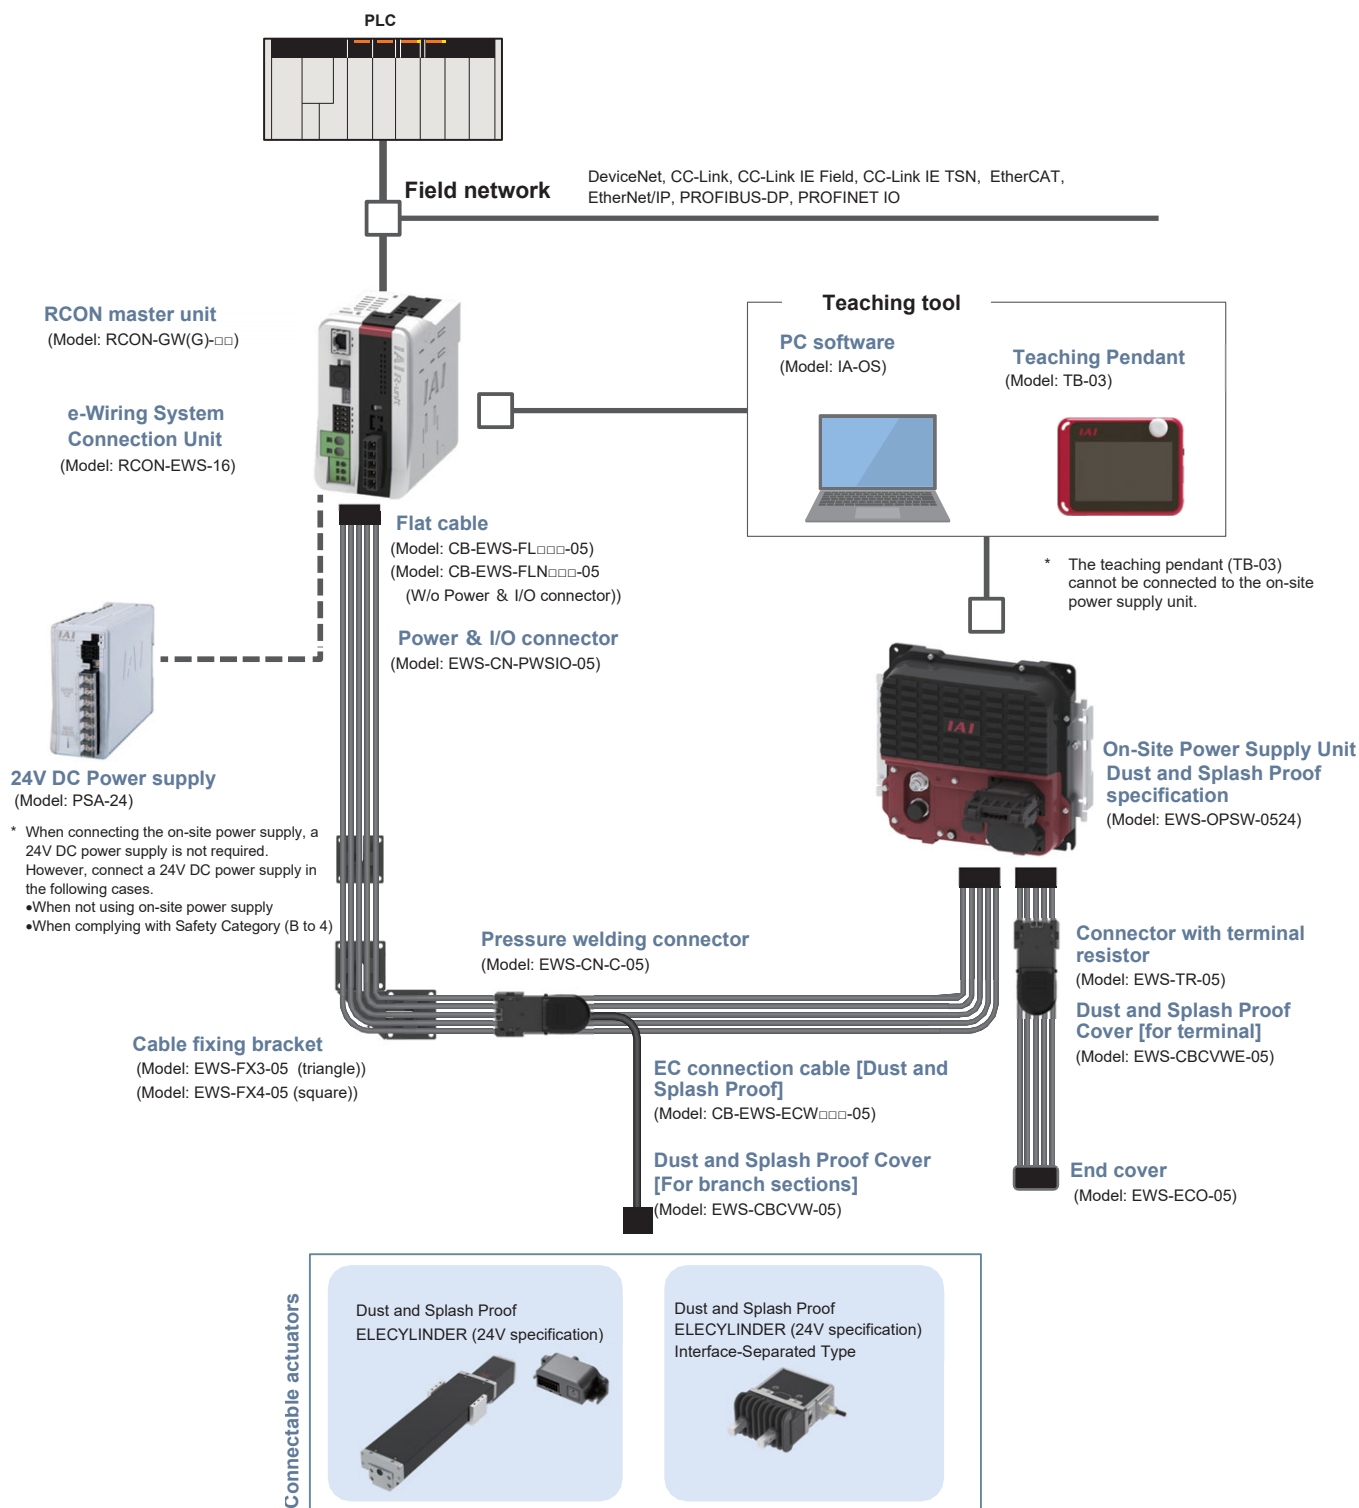 PLC
Field network
DeviceNet, CC-Link, CC-Link IE Field, CC-Link IE TSN, EtherCAT,
EtherNet/IP, PROFIBUS-DP, PROFINET IO
RCON master unit
(Model: RCON-GW(G)-□□)
e-Wiring System
Connection Unit
(Model: RCON-EWS-16)
IAI
R-unit
IAI
Teaching tool
PC software
(Model: IA-OS)
Teaching Pendant
(Model: TB-03)
IAI
* The teaching pendant (TB-03)
cannot be connected to the on-site
power supply unit.
Flat cable
(Model: CB-EWS-FL□□□-05)
(Model: CB-EWS-FLN□□□-05
(W/o Power & I/O connector))
Power & I/O connector
(Model: EWS-CN-PWSIO-05)
IAI
IAI
24V DC Power supply
(Model: PSA-24)
* When connecting the on-site power supply, a
24V DC power supply is not required.
However, connect a 24V DC power supply in
the following cases.
•When not using on-site power supply
•When complying with Safety Category (B to 4)
IAI
On-Site Power Supply Unit
Dust and Splash Proof
specification
(Model: EWS-OPSW-0524)
Pressure welding connector
(Model: EWS-CN-C-05)
Connector with terminal
resistor
(Model: EWS-TR-05)
Dust and Splash Proof
Cover [for terminal]
(Model: EWS-CBCVWE-05)
Cable fixing bracket
(Model: EWS-FX3-05 (triangle))
(Model: EWS-FX4-05 (square))
EC connection cable [Dust and
Splash Proof]
(Model: CB-EWS-ECW□□□-05)
Dust and Splash Proof Cover
[For branch sections]
(Model: EWS-CBCVW-05)
End cover
(Model: EWS-ECO-05)
Connectable actuators
Dust and Splash Proof
ELECYLINDER (24V specification)
Dust and Splash Proof
ELECYLINDER (24V specification)
Interface-Separated Type